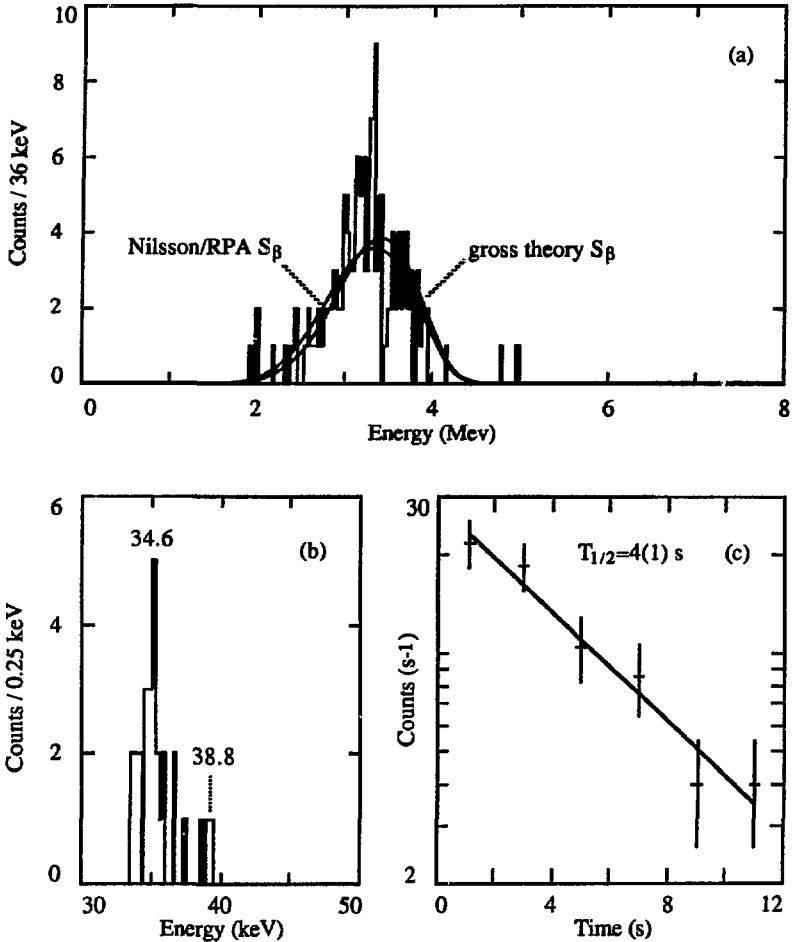 10
8
6
4
2
0
Counts / 36 keV
(a)
Nilsson/RPA Sβ
gross theory Sβ
0 2 4 6 8
Energy (Mev)
6
4
2
0
Counts / 0.25 keV
34.6
(b)
38.8
30 40 50
Energy (keV)
30
2
Counts (s-1)
T1/2=4(1) s (c)
0 4 8 12
Time (s)